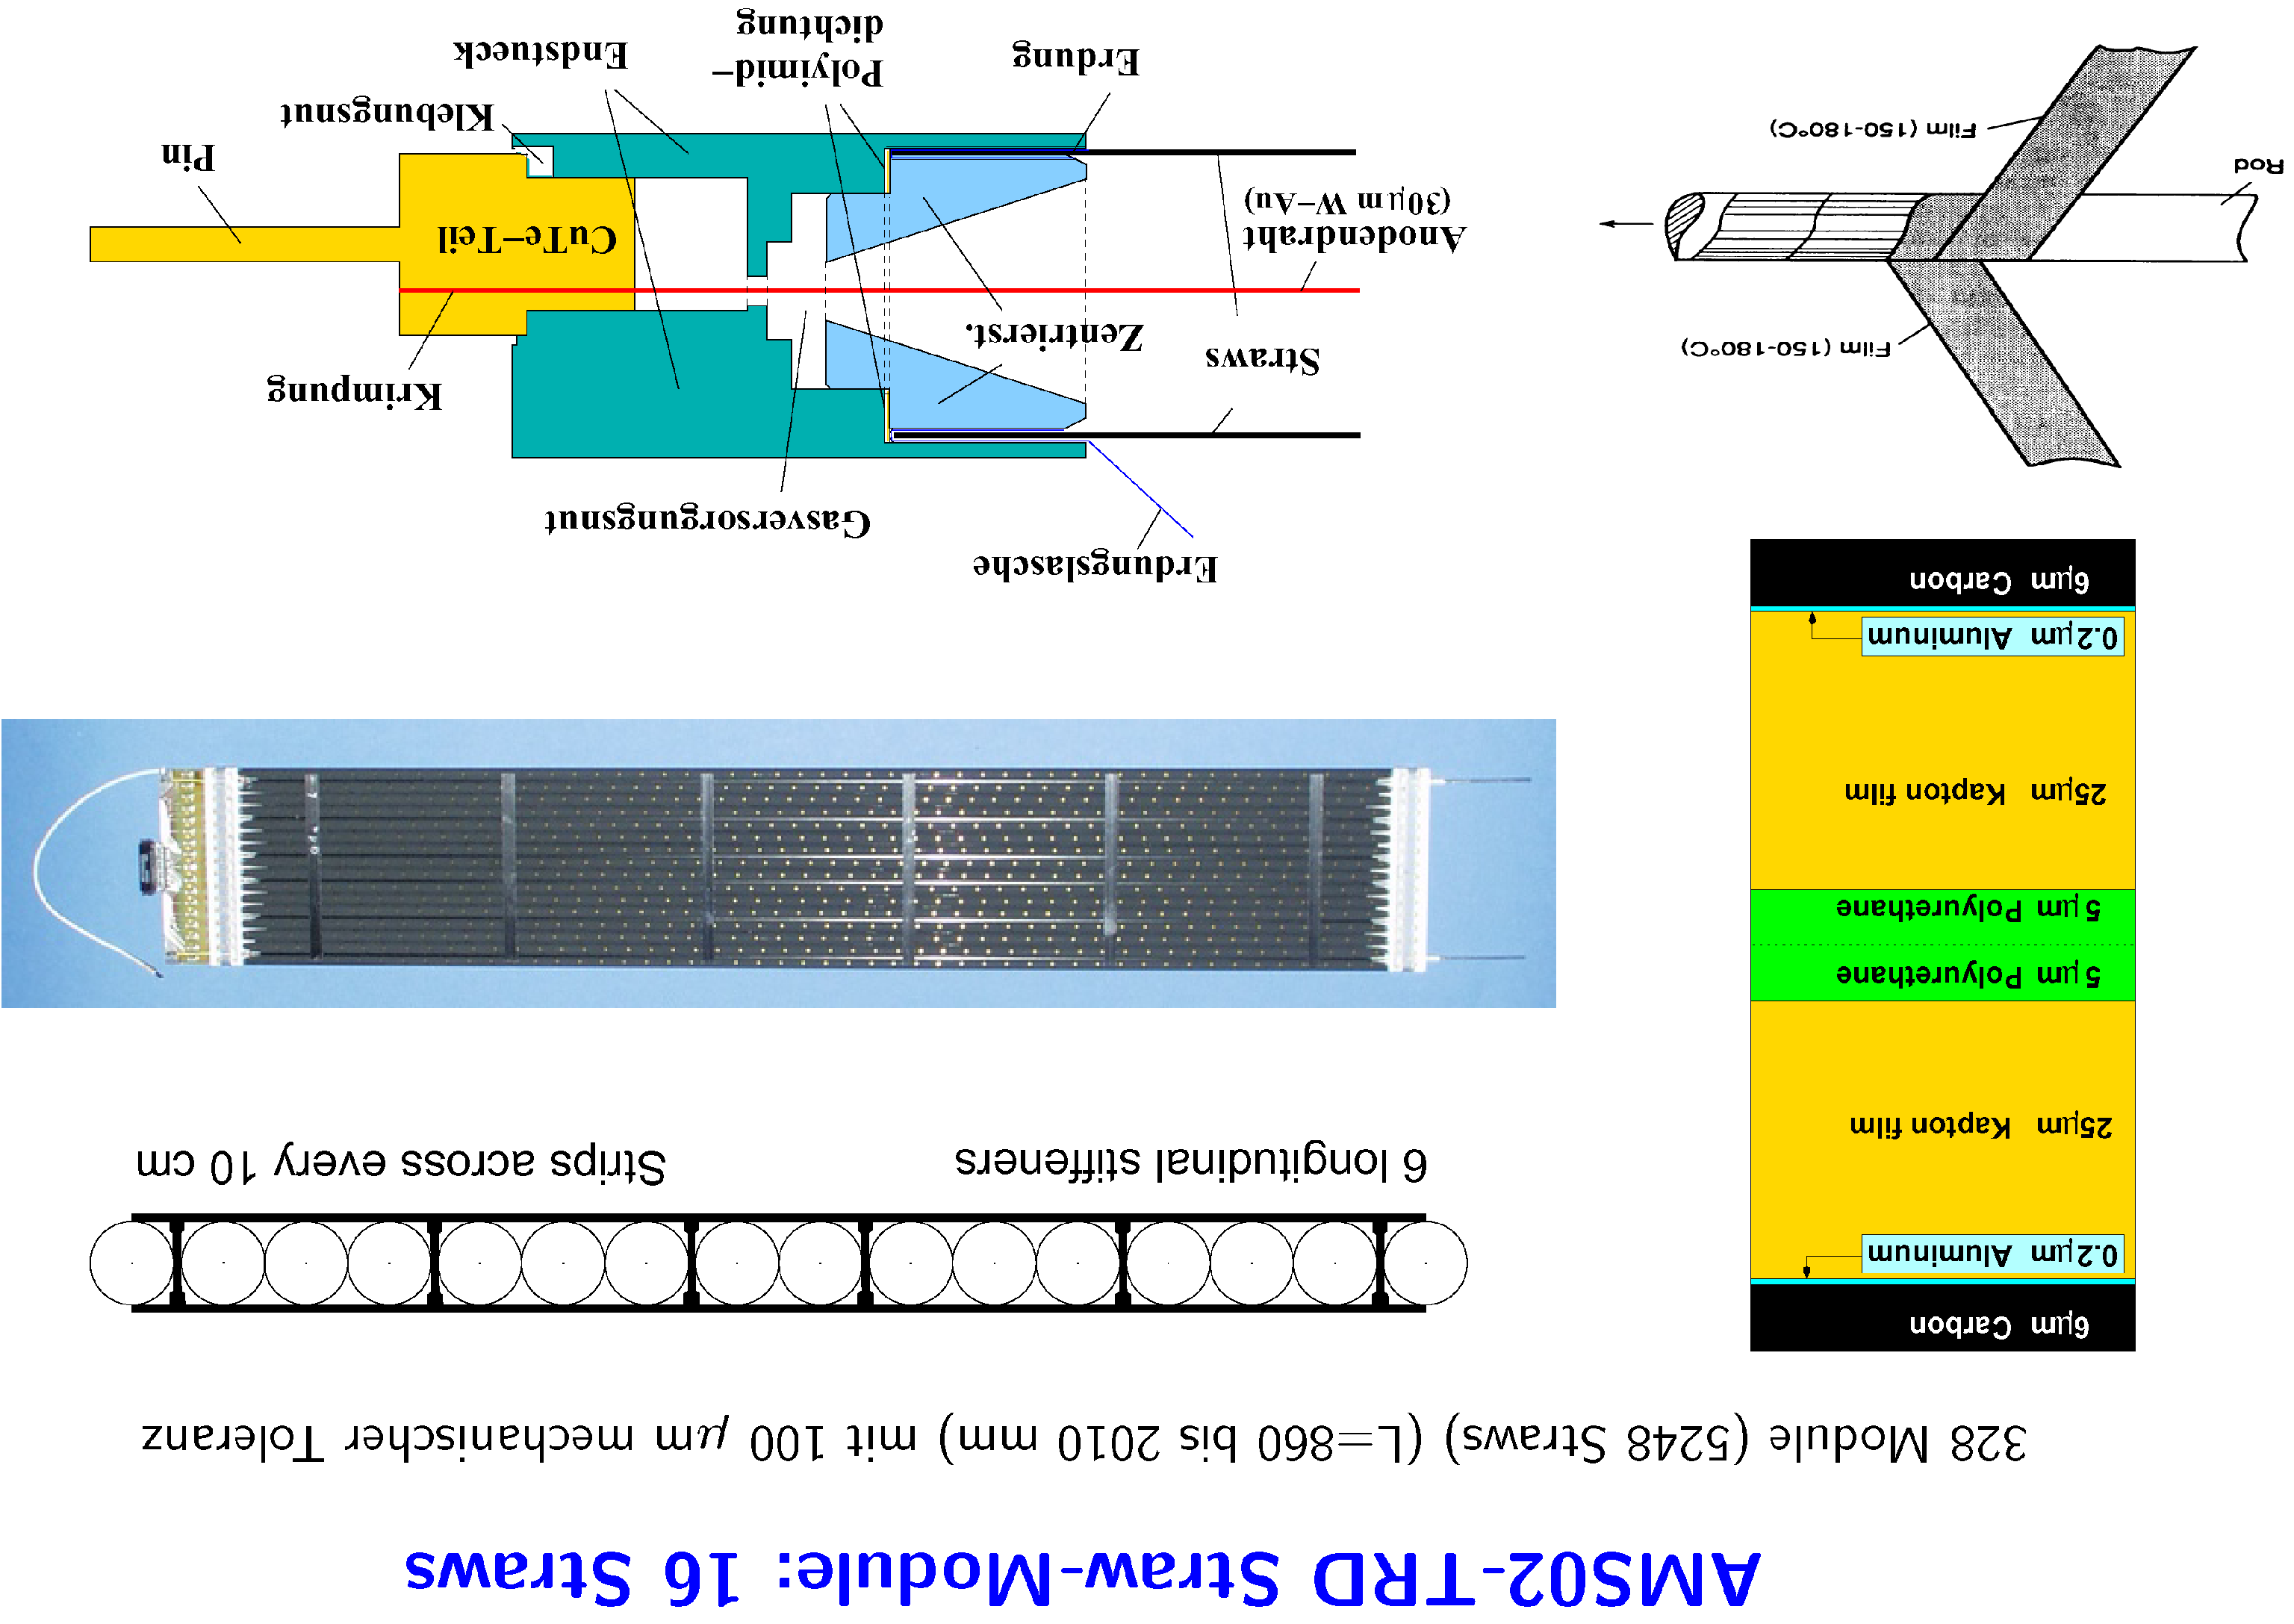 AMS02-TRD Straw-Module: 16 Straws
328 Module (5248 Straws) (L=860 bis 2010 mm) mit 100 μm mechanischer Toleranz
6μm Carbon
0.2μm Aluminum
25μm Kapton film
5 μm Polyurethane
5 μm Polyurethane
25μm Kapton film
0.2μm Aluminum
6μm Carbon
6 longitudinal stiffeners
Strips across every 10 cm
Film (150-180°C)
Rod
Film (150-180°C)
Erdungslasche
Gasversorgungsnut
Straws
Zentrierst.
Krimpung
Anodendraht
(30μm W-Au)
CuTe-Teil
Pin
Klebungsnut
Erdung
Polyimid-
dichtung
Endstueck